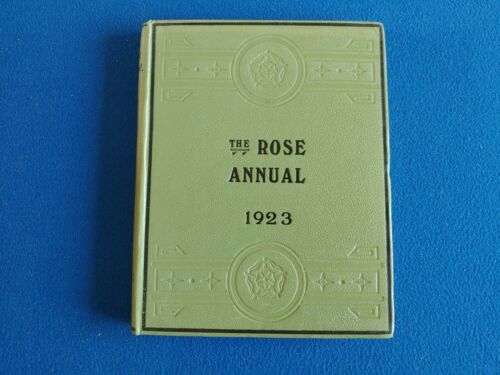 THE ROSE
ANNUAL
1923